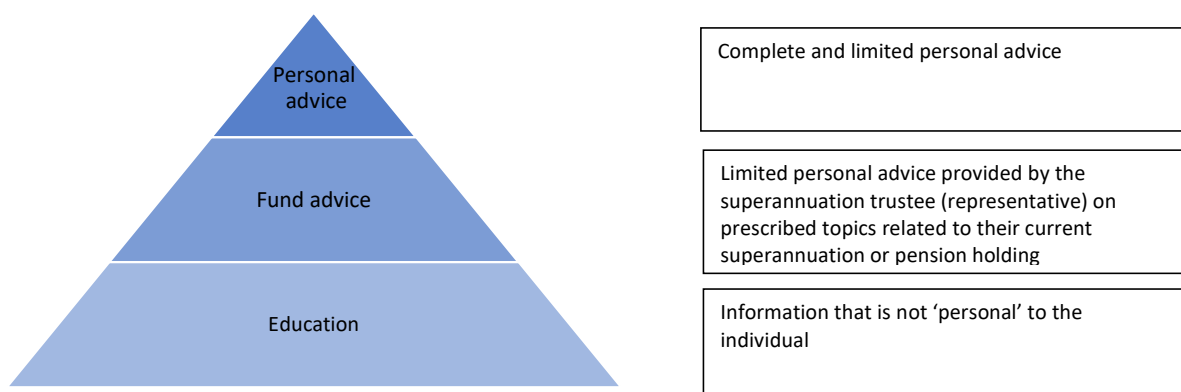 Personal
advice
Complete and limited personal advice
Fund advice
Limited personal advice provided by the
superannuation trustee (representative) on
prescribed topics related to their current
superannuation or pension holding
Education
Information that is not ‘personal’ to the
individual